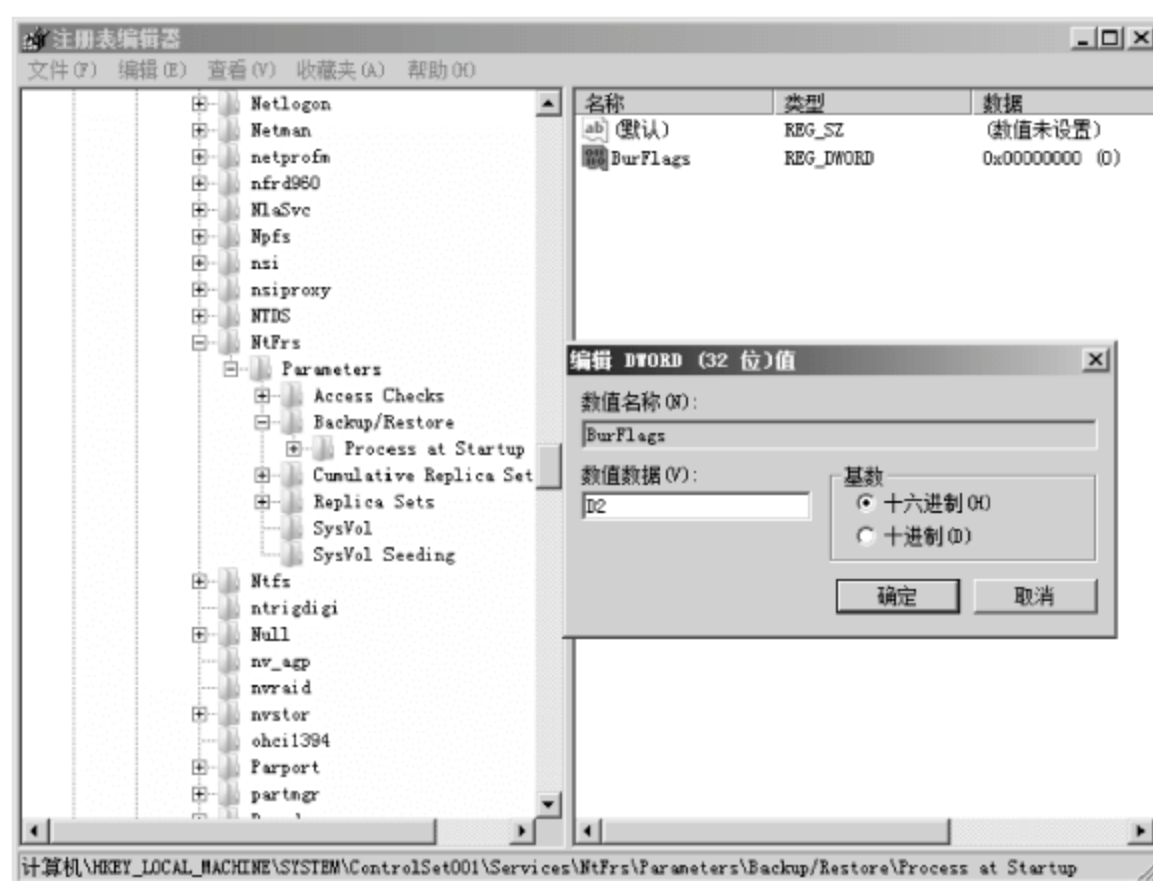 注册表编辑器
文件(F) 编辑(E) 查看(V) 收藏夹(A) 帮助(H)
Netlogon
Netman
netprofm
nfrd960
NlaSvc
Npfs
nsi
nsiproxy
NTDS
NtFrs
Parameters
Access Checks
Backup/Restore
Process at Startup
Cumulative Replica Set
Replica Sets
SysVol
SysVol Seeding
Ntfs
ntrigdigi
Null
nv_agp
nvraid
nvstor
ohci1394
Parport
partmgr
名称 类型 数据
ab (默认) REG_SZ (数值未设置)
BurFlags REG_DWORD 0x00000000 (0)
编辑 DWORD (32 位)值
数值名称(N):
BurFlags
数值数据(V):
D2
基数
十六进制(H)
十进制(D)
确定 取消
计算机\HKEY_LOCAL_MACHINE\SYSTEM\ControlSet001\Services\NtFrs\Parameters\Backup/Restore\Process at Startup